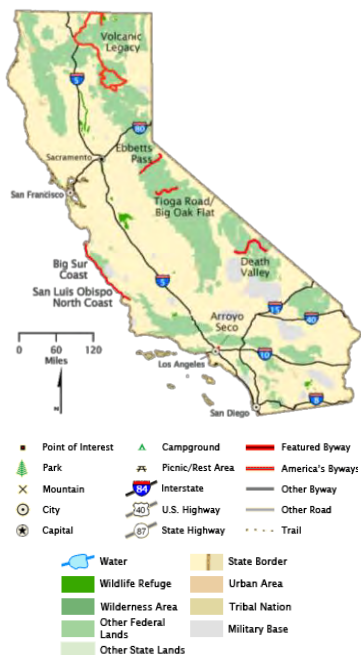 Volcanic
Legacy
5
80
Ebbetts
Pass
Sacramento
San Francisco
Tioga Road/
Big Oak Flat
Death
Valley
Big Sur
Coast
5
San Luis Obispo
North Coast
Arroyo
Seco
15
40
0 60 120
Miles
Los Angeles
10
San Diego
8
N
Point of Interest
Campground
Featured Byway
Park
Picnic/Rest Area
America's Byways
Mountain
84
Interstate
Other Byway
City
40
U.S. Highway
Other Road
Capital
87
State Highway
Trail
Water
State Border
Wildlife Refuge
Urban Area
Wilderness Area
Tribal Nation
Other Federal
Lands
Military Base
Other State Lands